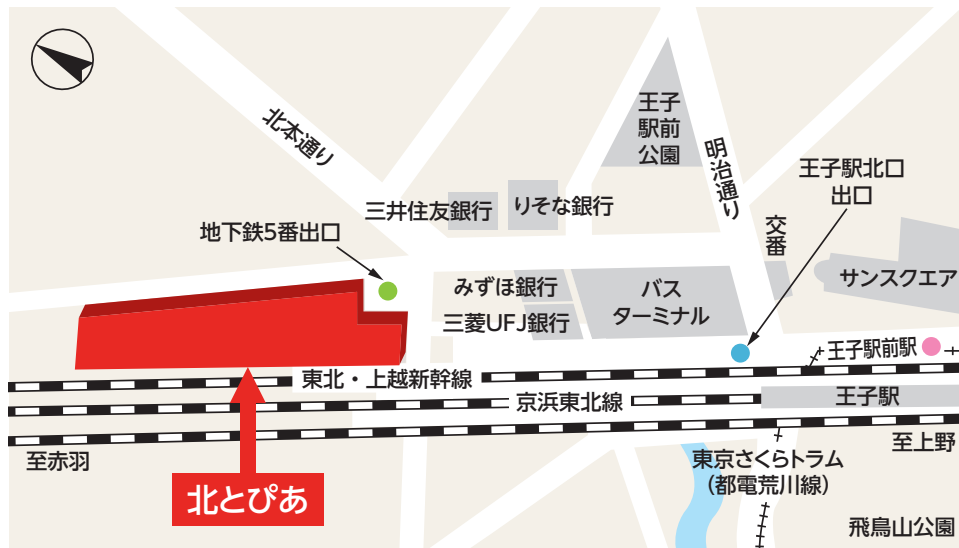 北本通り
王子
駅前
公園
明治通り
王子駅北口
出口
三井住友銀行
りそな銀行
交番
地下鉄5番出口
サンスクエア
みずほ銀行
三菱UFJ銀行
バス
ターミナル
王子駅前駅
東北・上越新幹線
京浜東北線
王子駅
至赤羽
至上野
東京さくらトラム
（都電荒川線）
北とぴあ
飛鳥山公園